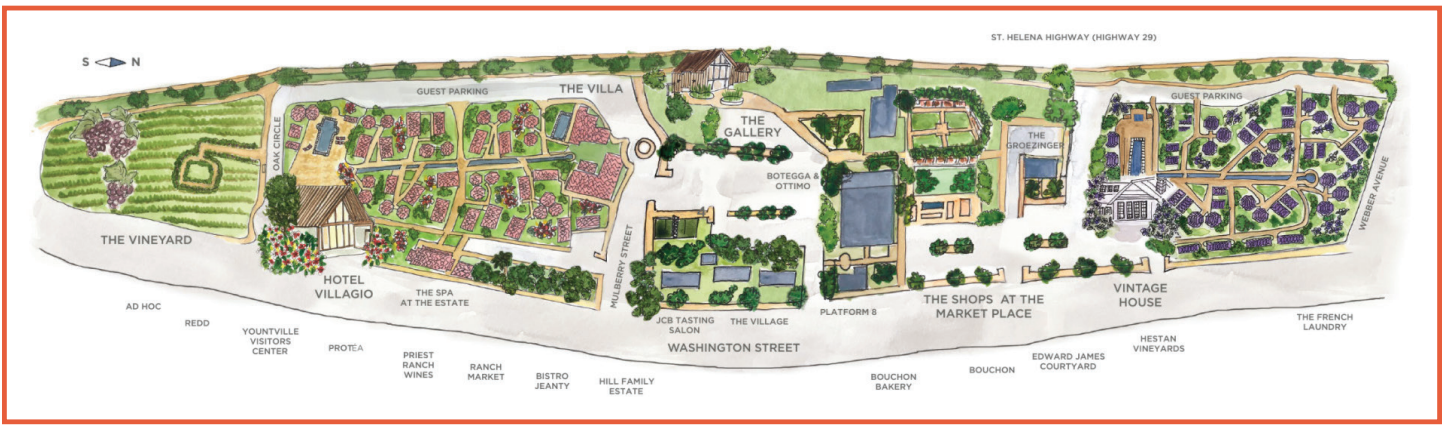 ST. HELENA HIGHWAY (HIGHWAY 29)
S N
GUEST PARKING
THE VILLA
GUEST PARKING
OAK CIRCLE
THE
GALLERY
THE
GROEZINGER
BOTEGGA &
OTTIMO
WEBBER AVENUE
THE VINEYARD
MULBERRY STREET
HOTEL
VILLAGIO
THE SPA
AT THE ESTATE
VINTAGE
HOUSE
THE SHOPS AT THE
MARKET PLACE
PLATFORM 8
JCB TASTING
SALON
THE VILLAGE
WASHINGTON STREET
AD HOC
REDD
YOUNTVILLE
VISITORS
CENTER
PROTÉA
PRIEST
RANCH
WINES
RANCH
MARKET
BISTRO
JEANTY
HILL FAMILY
ESTATE
BOUCHON
BAKERY
BOUCHON
EDWARD JAMES
COURTYARD
HESTAN
VINEYARDS
THE FRENCH
LAUNDRY